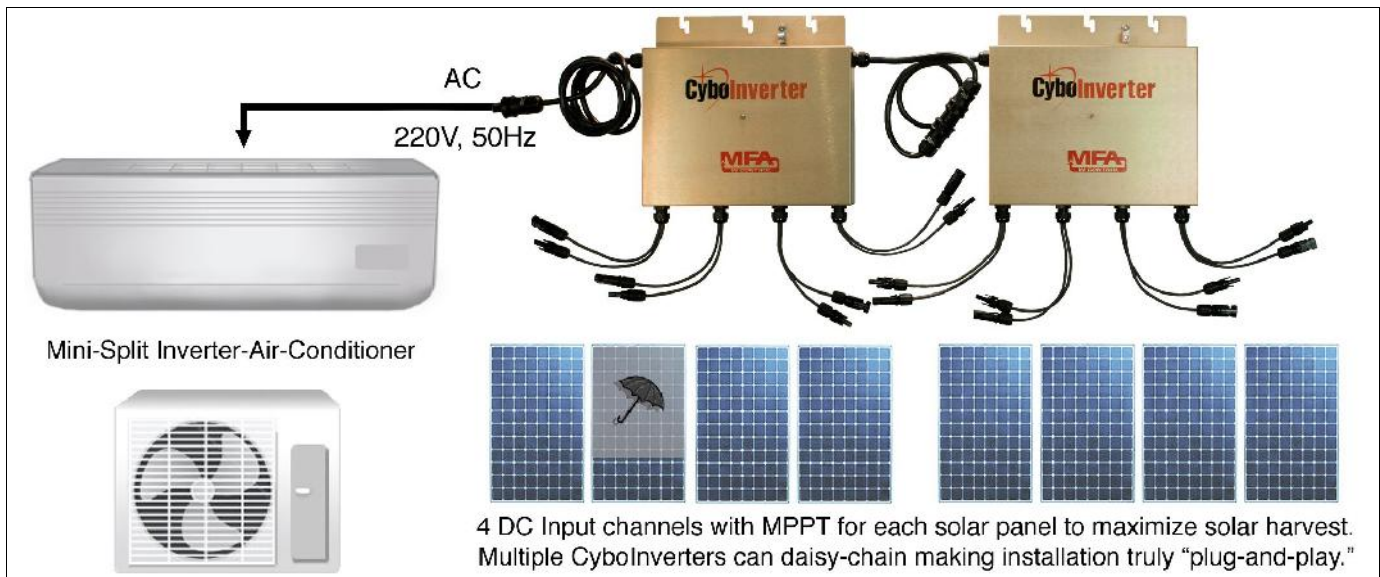 AC
220V, 50Hz
CyboInverter
MFA
CyboInverter
MFA
Mini-Split Inverter-Air-Conditioner
4 DC Input channels with MPPT for each solar panel to maximize solar harvest.
Multiple CyboInverters can daisy-chain making installation truly “plug-and-play.”